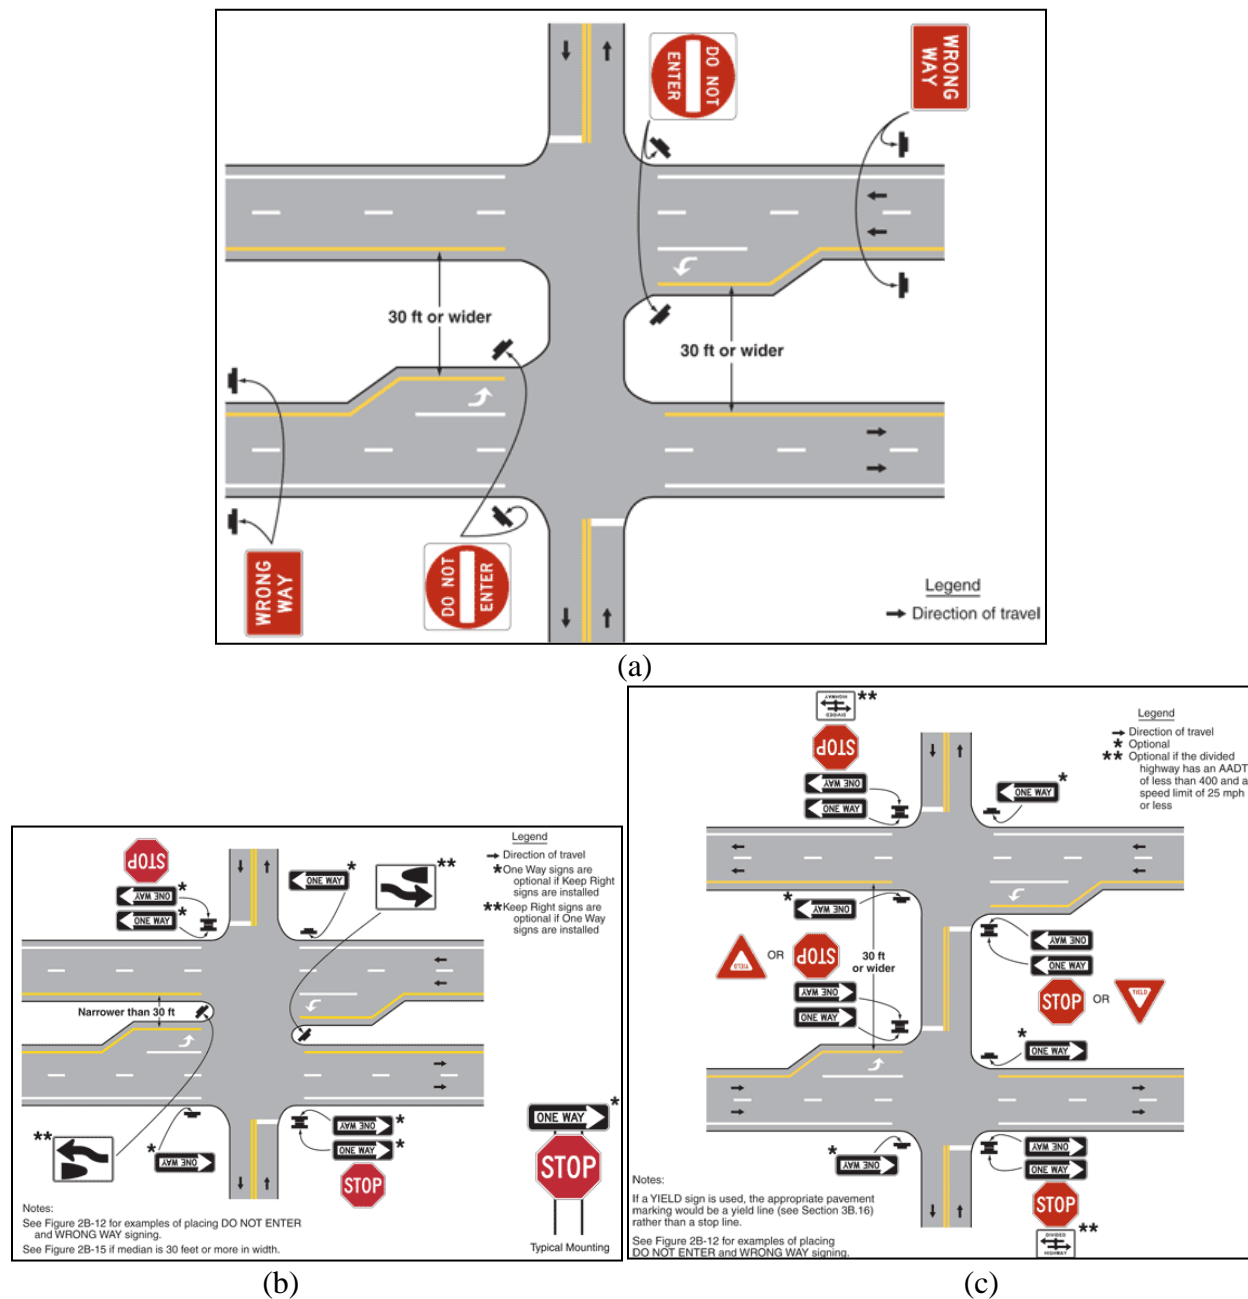 DO NOT
ENTER
WRONG
WAY
30 ft or wider
30 ft or wider
WRONG
WAY
DO NOT
ENTER
Legend
Direction of travel
(a)
DIVIDED
HIGHWAY
**
STOP
ONE WAY
ONE WAY
ONE WAY
*
Legend
Direction of travel
* Optional
** Optional if the divided
highway has an AADT
of less than 400 and a
speed limit of 25 mph
or less
* ONE WAY
YIELD
OR
STOP
30 ft
or wider
ONE WAY
ONE WAY
ONE WAY
ONE WAY
STOP
OR
YIELD
* ONE WAY
* ONE WAY
ONE WAY
ONE WAY
STOP
**
DIVIDED
HIGHWAY
Notes:
If a YIELD sign is used, the appropriate pavement
marking would be a yield line (see Section 3B.16)
rather than a stop line.
See Figure 2B-12 for examples of placing
DO NOT ENTER and WRONG WAY signing.
STOP
ONE WAY *
ONE WAY *
ONE WAY *
**
Legend
Direction of travel
* One Way signs are
optional if Keep Right
signs are installed
** Keep Right signs are
optional if One Way
signs are installed
Narrower than 30 ft
**
* ONE WAY
ONE WAY *
ONE WAY *
STOP
ONE WAY *
STOP
Typical Mounting
Notes:
See Figure 2B-12 for examples of placing DO NOT ENTER
and WRONG WAY signing.
See Figure 2B-15 if median is 30 feet or more in width.
(b)
(c)